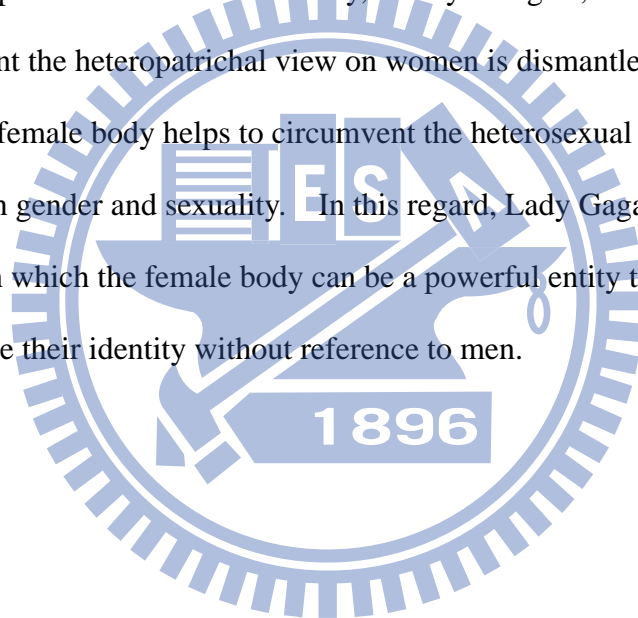 nt the heteropatrichal view on women is dismantle
female body helps to circumvent the heterosexual
n gender and sexuality. In this regard, Lady Gaga
n which the female body can be a powerful entity t
e their identity without reference to men.
E S A
1896